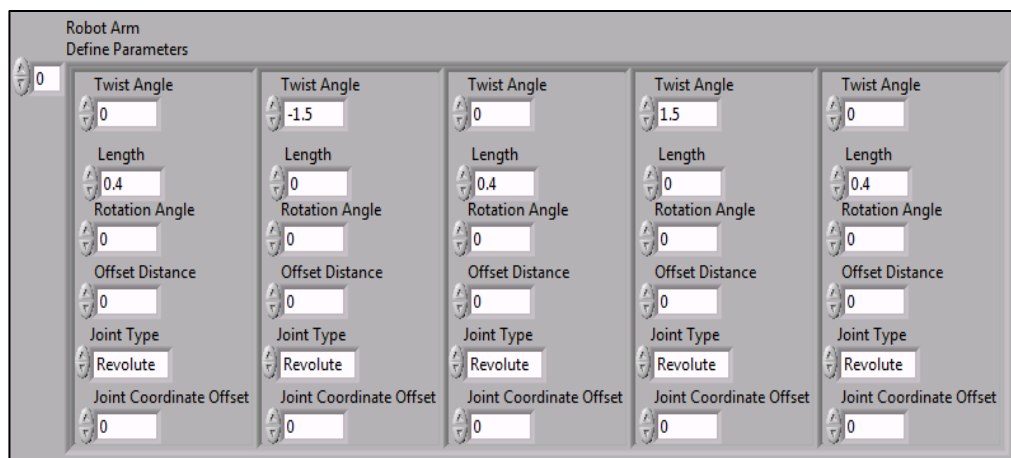 Robot Arm
Define Parameters
0
Twist Angle Twist Angle Twist Angle Twist Angle Twist Angle
0 -1.5 0 1.5 0
Length Length Length Length Length
0.4 0 0.4 0 0.4
Rotation Angle Rotation Angle Rotation Angle Rotation Angle Rotation Angle
0 0 0 0 0
Offset Distance Offset Distance Offset Distance Offset Distance Offset Distance
0 0 0 0 0
Joint Type Joint Type Joint Type Joint Type Joint Type
Revolute Revolute Revolute Revolute Revolute
Joint Coordinate Offset Joint Coordinate Offset Joint Coordinate Offset Joint Coordinate Offset Joint Coordinate Offset
0 0 0 0 0